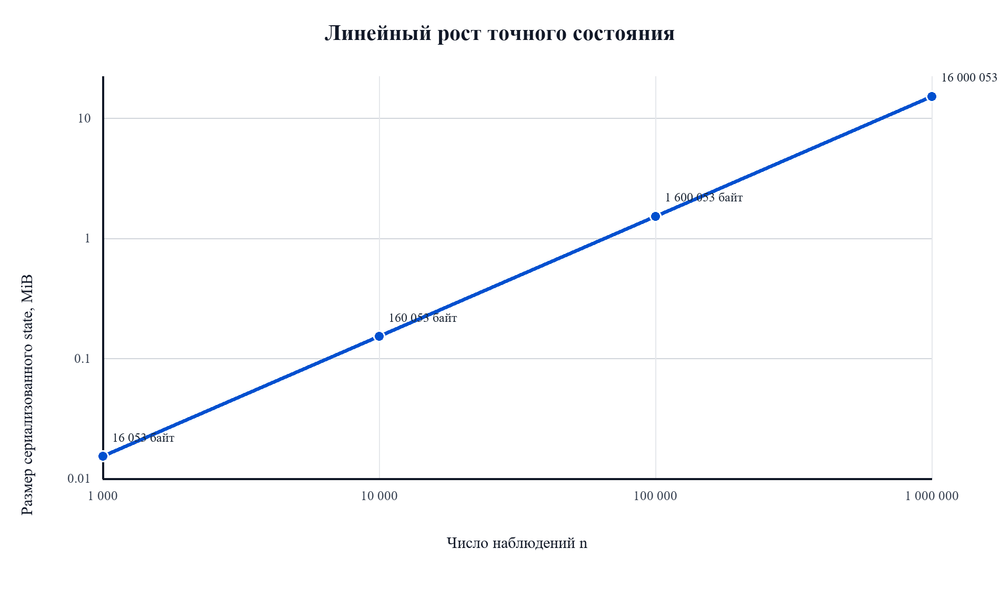 Линейный рост точного состояния
16 000 053
10
1 600 053 байт
1
160 053 байт
0.1
16 053 байт
0.01
1 000
10 000
100 000
1 000 000
Размер сериализованного state, MiB
Число наблюдений n